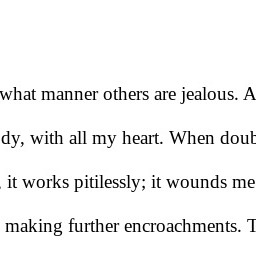 what manner others are jealous. A
dy, with all my heart. When doub
it works pitilessly; it wounds me
making further encroachments. T